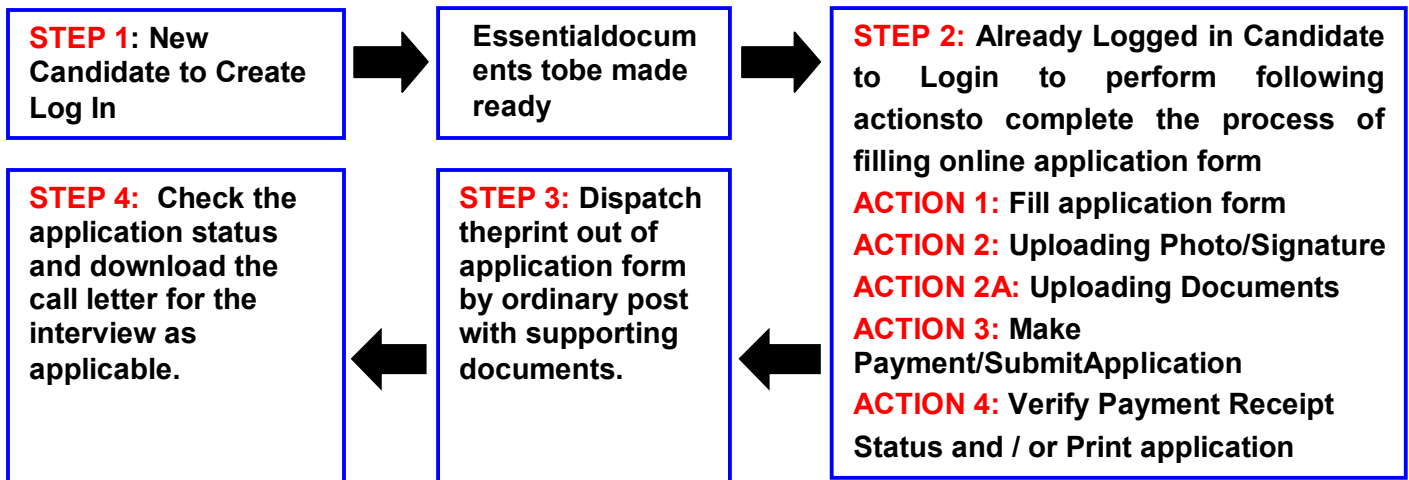 STEP 1: New
Candidate to Create
Log In
Essentialdocum
ents tobe made
ready
STEP 2: Already Logged in Candidate
to Login to perform following
actionsto complete the process of
filling online application form
ACTION 1: Fill application form
ACTION 2: Uploading Photo/Signature
ACTION 2A: Uploading Documents
ACTION 3: Make
Payment/SubmitApplication
ACTION 4: Verify Payment Receipt
Status and / or Print application
STEP 3: Dispatch
theprint out of
application form
by ordinary post
with supporting
documents.
STEP 4: Check the
application status
and download the
call letter for the
interview as
applicable.